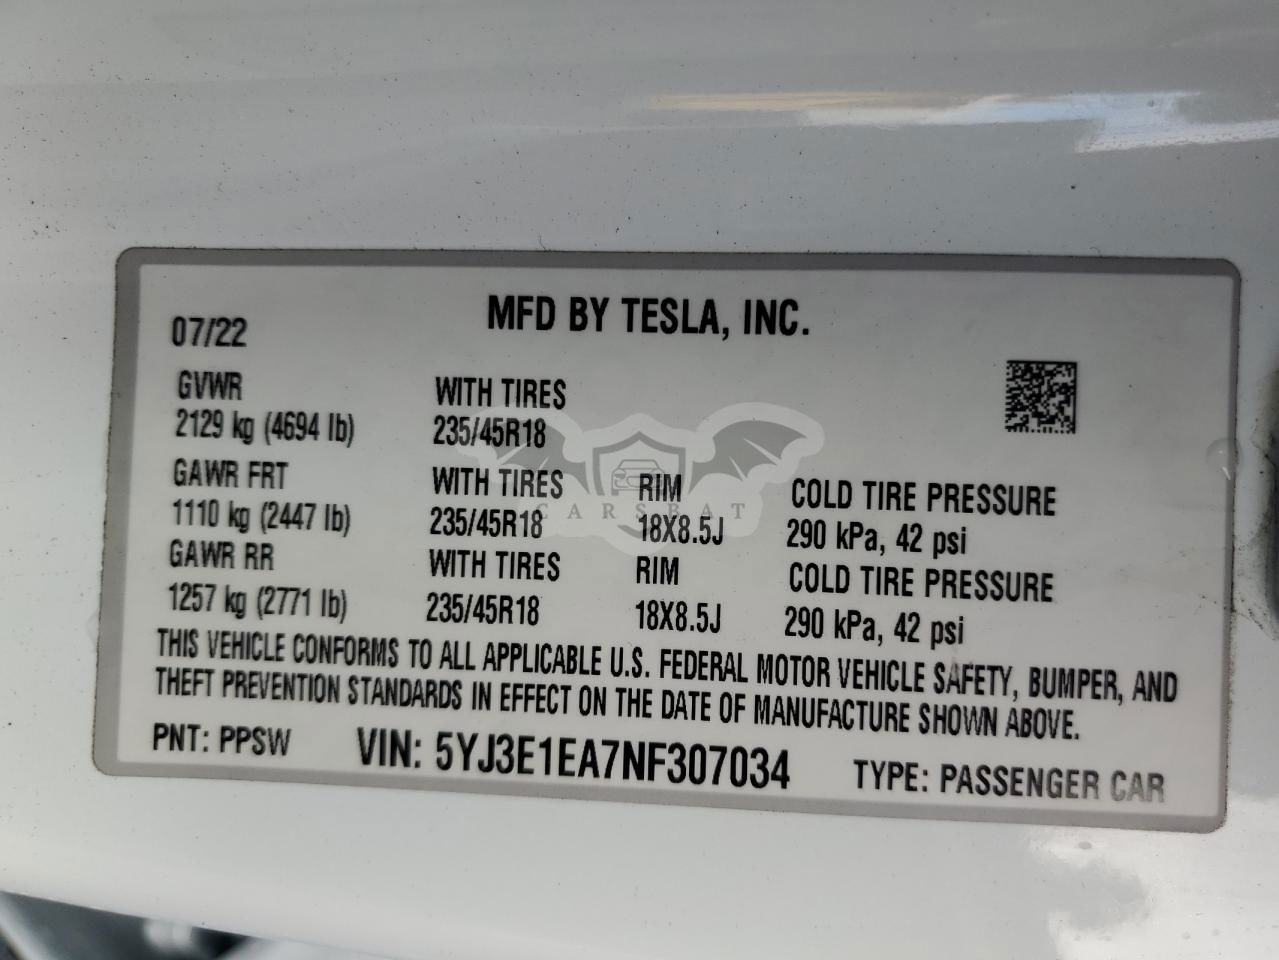 MFD BY TESLA, INC.
07/22
GVWR WITH TIRES
2129 kg (4694 lb) 235/45R18
GAWR FRT WITH TIRES RIM COLD TIRE PRESSURE
1110 kg (2447 lb) 235/45R18 18X8.5J 290 kPa, 42 psi
GAWR RR WITH TIRES RIM COLD TIRE PRESSURE
1257 kg (2771 lb) 235/45R18 18X8.5J 290 kPa, 42 psi
THIS VEHICLE CONFORMS TO ALL APPLICABLE U.S. FEDERAL MOTOR VEHICLE SAFETY, BUMPER, AND
THEFT PREVENTION STANDARDS IN EFFECT ON THE DATE OF MANUFACTURE SHOWN ABOVE.
PNT: PPSW VIN: 5YJ3E1EA7NF307034 TYPE: PASSENGER CAR
CARSBAT